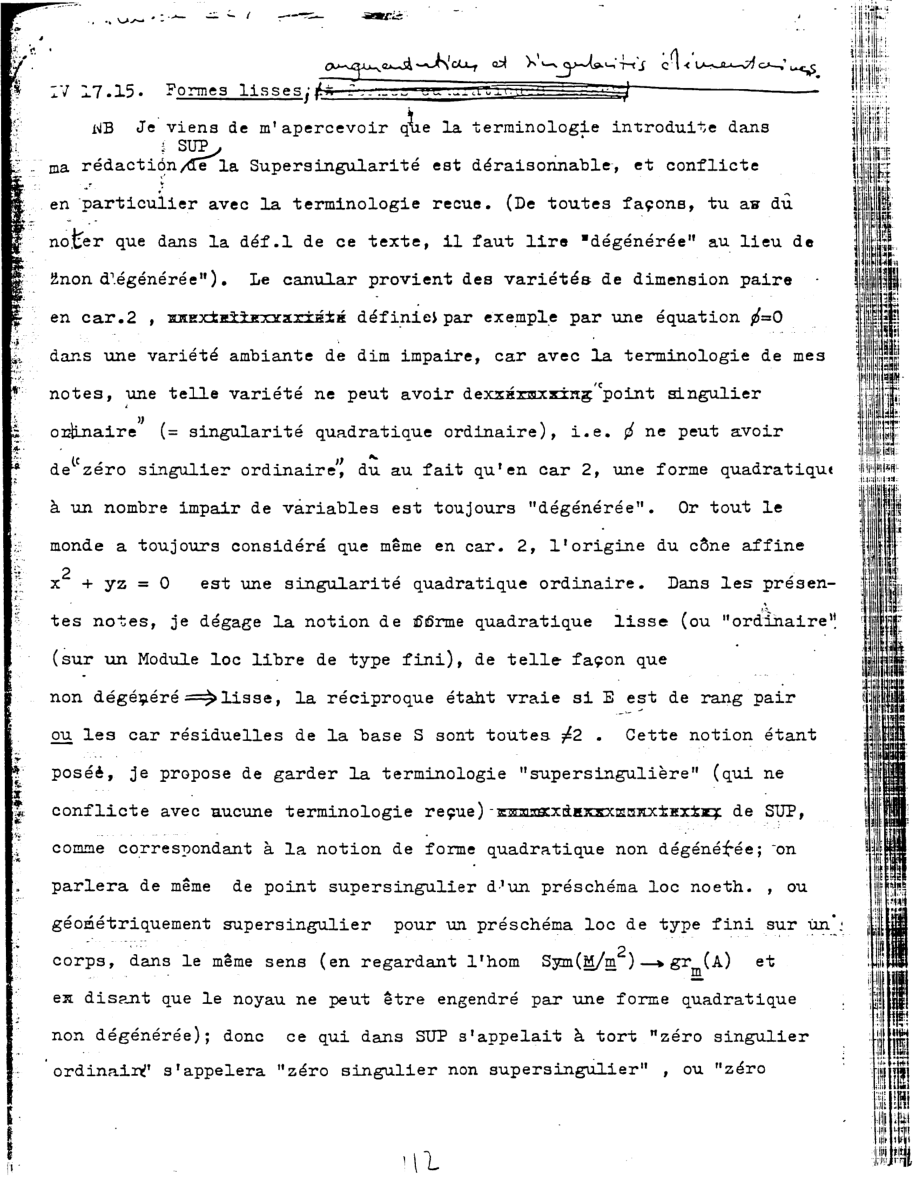 augmentations et singularités élémentaires.
IV 17.15. Formes lisses;
NB Je viens de m'apercevoir que la terminologie introduite dans
SUP
ma rédaction de la Supersingularité est déraisonnable, et conflicte
en particulier avec la terminologie recue. (De toutes façons, tu as dû
noter que dans la déf.1 de ce texte, il faut lire "dégénérée" au lieu de
"non d'égénérée"). Le canular provient des variétés de dimension paire
en car.2 , définies par exemple par une équation ϕ=0
dans une variété ambiante de dim impaire, car avec la terminologie de mes
notes, une telle variété ne peut avoir de "point singulier
ordinaire" (= singularité quadratique ordinaire), i.e. ϕ ne peut avoir
de "zéro singulier ordinaire", dû au fait qu'en car 2, une forme quadratique
à un nombre impair de variables est toujours "dégénérée". Or tout le
monde a toujours considéré que même en car. 2, l'origine du cône affine
x² + yz = 0 est une singularité quadratique ordinaire. Dans les présen-
tes notes, je dégage la notion de forme quadratique lisse (ou "ordinaire"
(sur un Module loc libre de type fini), de telle façon que
non dégénéré ⟹ lisse, la réciproque étant vraie si E est de rang pair
ou les car résiduelles de la base S sont toutes ≠2 . Cette notion étant
posée, je propose de garder la terminologie "supersingulière" (qui ne
conflicte avec aucune terminologie reçue) de SUP,
comme correspondant à la notion de forme quadratique non dégénérée; on
parlera de même de point supersingulier d'un préschéma loc noeth. , ou
géométriquement supersingulier pour un préschéma loc de type fini sur un
corps, dans le même sens (en regardant l'hom Sym(M/m²) → gr_m(A) et
en disant que le noyau ne peut être engendré par une forme quadratique
non dégénérée); donc ce qui dans SUP s'appelait à tort "zéro singulier
ordinaire" s'appelera "zéro singulier non supersingulier" , ou "zéro
112